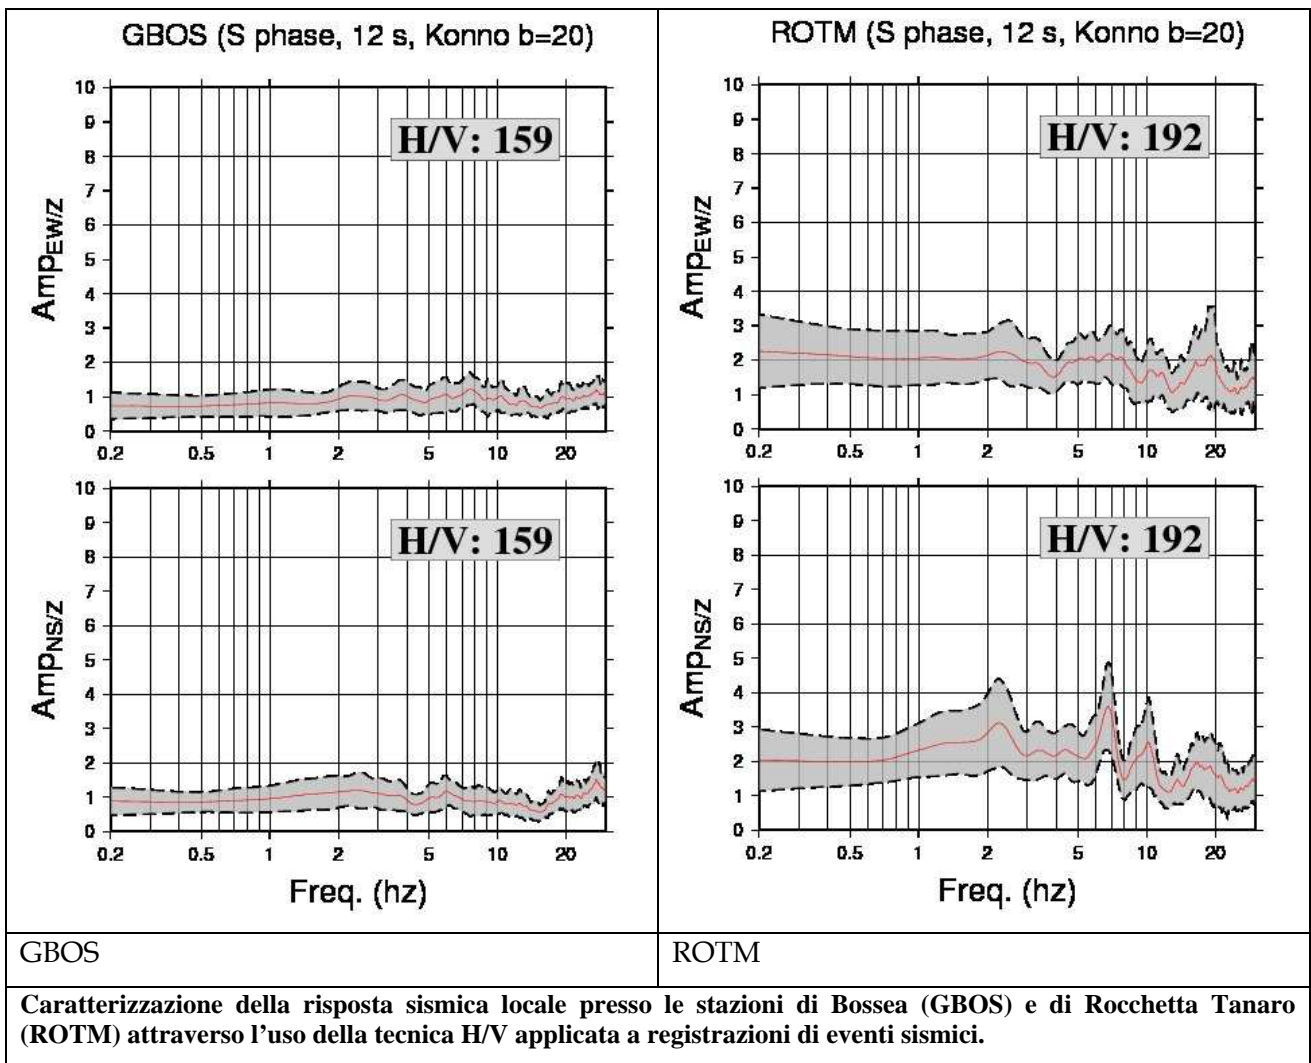 GBOS (S phase, 12 s, Konno b=20)
10
9
8
7
6
5
4
3
2
1
0
AmpEW/Z
H/V: 159
0.2 0.5 1 2 5 10 20
10
9
8
7
6
5
4
3
2
1
0
AmpNS/Z
H/V: 159
0.2 0.5 1 2 5 10 20
Freq. (hz)
ROTM (S phase, 12 s, Konno b=20)
10
9
8
7
6
5
4
3
2
1
0
AmpEW/Z
H/V: 192
0.2 0.5 1 2 5 10 20
10
9
8
7
6
5
4
3
2
1
0
AmpNS/Z
H/V: 192
0.2 0.5 1 2 5 10 20
Freq. (hz)
GBOS
ROTM
Caratterizzazione della risposta sismica locale presso le stazioni di Bossea (GBOS) e di Rocchetta Tanaro
(ROTM) attraverso l'uso della tecnica H/V applicata a registrazioni di eventi sismici.